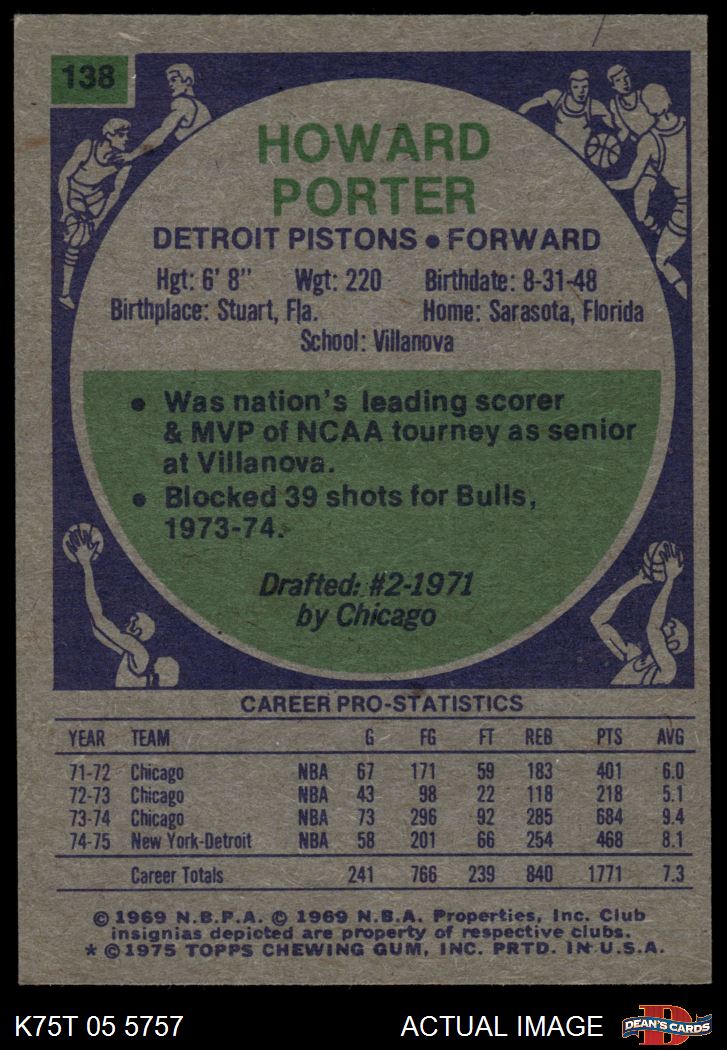 138
HOWARD
PORTER
DETROIT PISTONS • FORWARD
Hgt: 6' 8" Wgt: 220 Birthdate: 8-31-48
Birthplace: Stuart, Fla. Home: Sarasota, Florida
School: Villanova
• Was nation's leading scorer
& MVP of NCAA tourney as senior
at Villanova.
• Blocked 39 shots for Bulls,
1973-74.
Drafted: #2-1971
by Chicago
CAREER PRO-STATISTICS
YEAR TEAM G FG FT REB PTS AVG
71-72 Chicago NBA 67 171 59 183 401 6.0
72-73 Chicago NBA 43 98 22 118 218 5.1
73-74 Chicago NBA 73 296 92 285 684 9.4
74-75 New York-Detroit NBA 58 201 66 254 468 8.1
Career Totals 241 766 239 840 1771 7.3
© 1969 N.B.P.A. © 1969 N.B.A. Properties, Inc. Club
insignias depicted are property of respective clubs.
* © 1975 TOPPS CHEWING GUM, INC. PRTD. IN U.S.A.
K75T 05 5757 ACTUAL IMAGE D DEAN'S CARDS